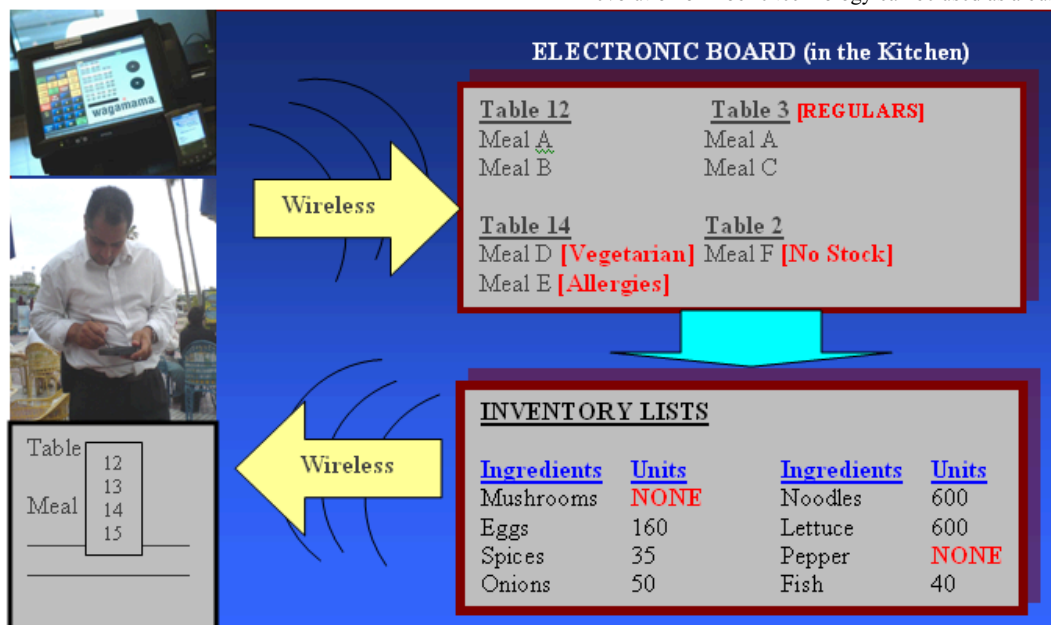 ELECTRONIC BOARD (in the Kitchen)
wagamama
Wireless
Table 12
Meal A
Meal B
Table 3 [REGULARS]
Meal A
Meal C
Table 14
Meal D [Vegetarian]
Meal E [Allergies]
Table 2
Meal F [No Stock]
Wireless
INVENTORY LISTS
Ingredients Units Ingredients Units
Mushrooms NONE Noodles 600
Eggs 160 Lettuce 600
Spices 35 Pepper NONE
Onions 50 Fish 40
Table
Meal
12
13
14
15